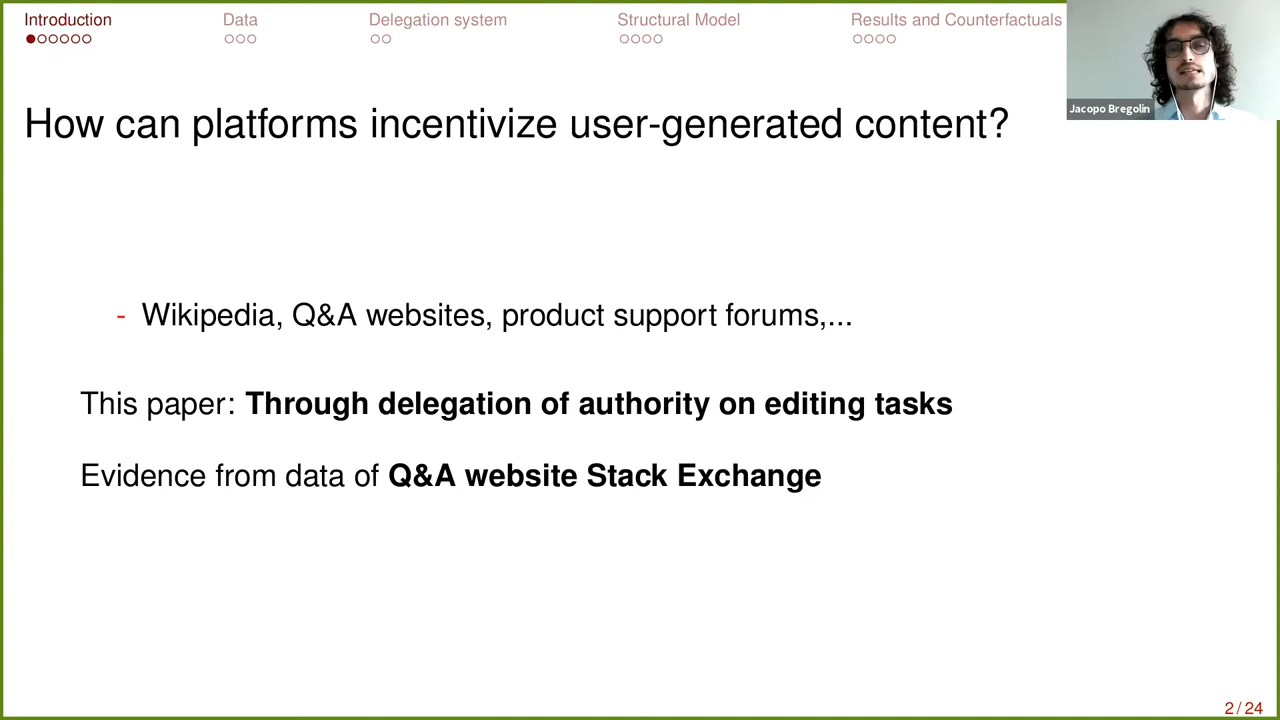 Introduction
Data
Delegation system
Structural Model
Results and Counterfactuals
Jacopo Bregolin
How can platforms incentivize user-generated content?
- Wikipedia, Q&A websites, product support forums,...
This paper: Through delegation of authority on editing tasks
Evidence from data of Q&A website Stack Exchange
2 / 24